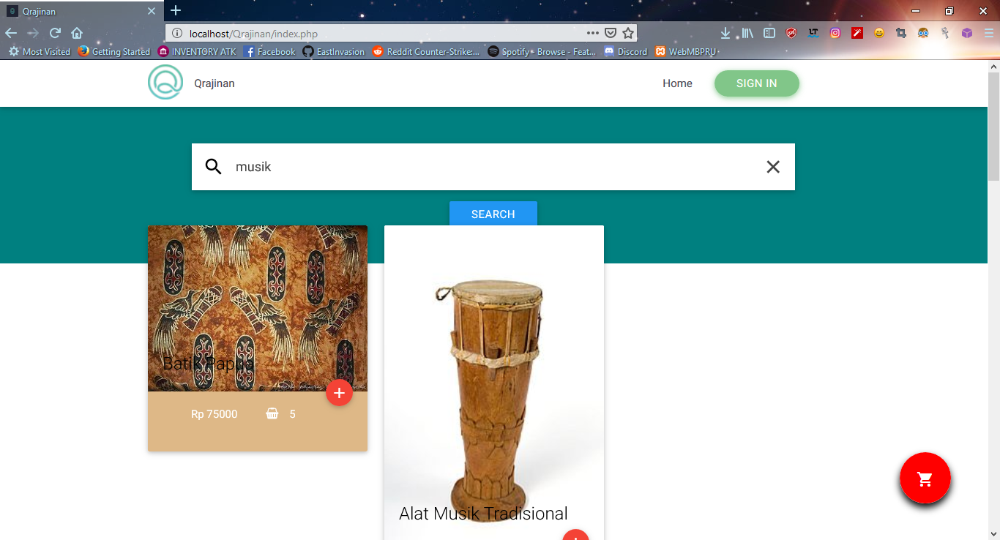 Qrajinan
localhost/Qrajinan/index.php
Most Visited Getting Started INVENTORY ATK Facebook EastInvasion Reddit Counter-Strike:... Spotify - Browse - Feat... Discord WebMBPRU
Qrajinan Home SIGN IN
musik
SEARCH
Batik Papua
Rp 75000 5
Alat Musik Tradisional